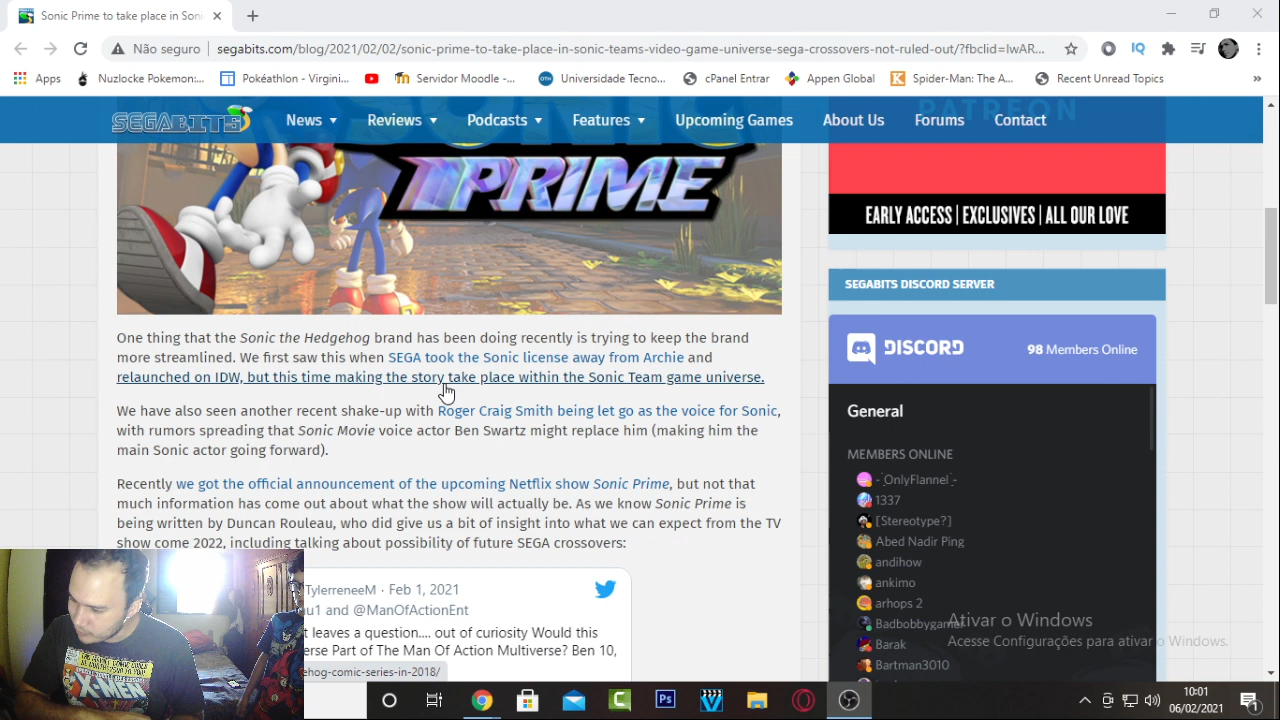 Sonic Prime to take place in Son
Não seguro
segabits.com/blog/2021/02/02/sonic-prime-to-take-place-in-sonic-teams-video-game-universe-sega-crossovers-not-ruled-out/?fbclid=IwAR...
Apps
Nuzlocke Pokemon:...
Pokéathlon - Virgini...
Servidor Moodle -...
Universidade Tecno...
cPanel Entrar
Appen Global
Spider-Man: The A...
Recent Unread Topics
SEGABITS
News
Reviews
Podcasts
Features
Upcoming Games
About Us
Forums
Contact
PATREON
PRIME
EARLY ACCESS | EXCLUSIVES | ALL OUR LOVE
SEGABITS DISCORD SERVER
DISCORD
98 Members Online
One thing that the Sonic the Hedgehog brand has been doing recently is trying to keep the brand
more streamlined. We first saw this when SEGA took the Sonic license away from Archie and
relaunched on IDW, but this time making the story take place within the Sonic Team game universe.
We have also seen another recent shake-up with Roger Craig Smith being let go as the voice for Sonic,
with rumors spreading that Sonic Movie voice actor Ben Swartz might replace him (making him the
main Sonic actor going forward).
Recently we got the official announcement of the upcoming Netflix show Sonic Prime, but not that
much information has come out about what the show will actually be. As we know Sonic Prime is
being written by Duncan Rouleau, who did give us a bit of insight into what we can expect from the TV
show come 2022, including talking about possibility of future SEGA crossovers:
TylerreneeM · Feb 1, 2021
u1 and @ManOfActionEnt
t leaves a question.... out of curiosity Would this
erse Part of The Man Of Action Multiverse? Ben 10,
hog-comic-series-in-2018/
General
MEMBERS ONLINE
- ̗OnlyFlannel ̖-
1337
[Stereotype?]
Abed Nadir Ping
andihow
ankimo
arhops 2
Badbobbygamer
Barak
Bartman3010
Ativar o Windows
Acesse Configurações para ativar o Windows.
X-MEN
10:01
06/02/2021
1